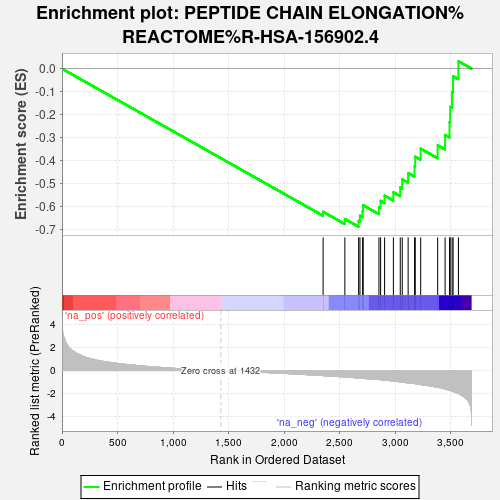 Enrichment plot: PEPTIDE CHAIN ELONGATION%
REACTOME%R-HSA-156902.4
Enrichment score (ES)
0.0
-0.1
-0.2
-0.3
-0.4
-0.5
-0.6
-0.7
'na_pos' (positively correlated)
Ranked list metric (PreRanked)
4
2
0
-2
-4
Zero cross at 1432
'na_neg' (negatively correlated)
0
500
1,000
1,500
2,000
2,500
3,000
3,500
Rank in Ordered Dataset
Enrichment profile
Hits
Ranking metric scores